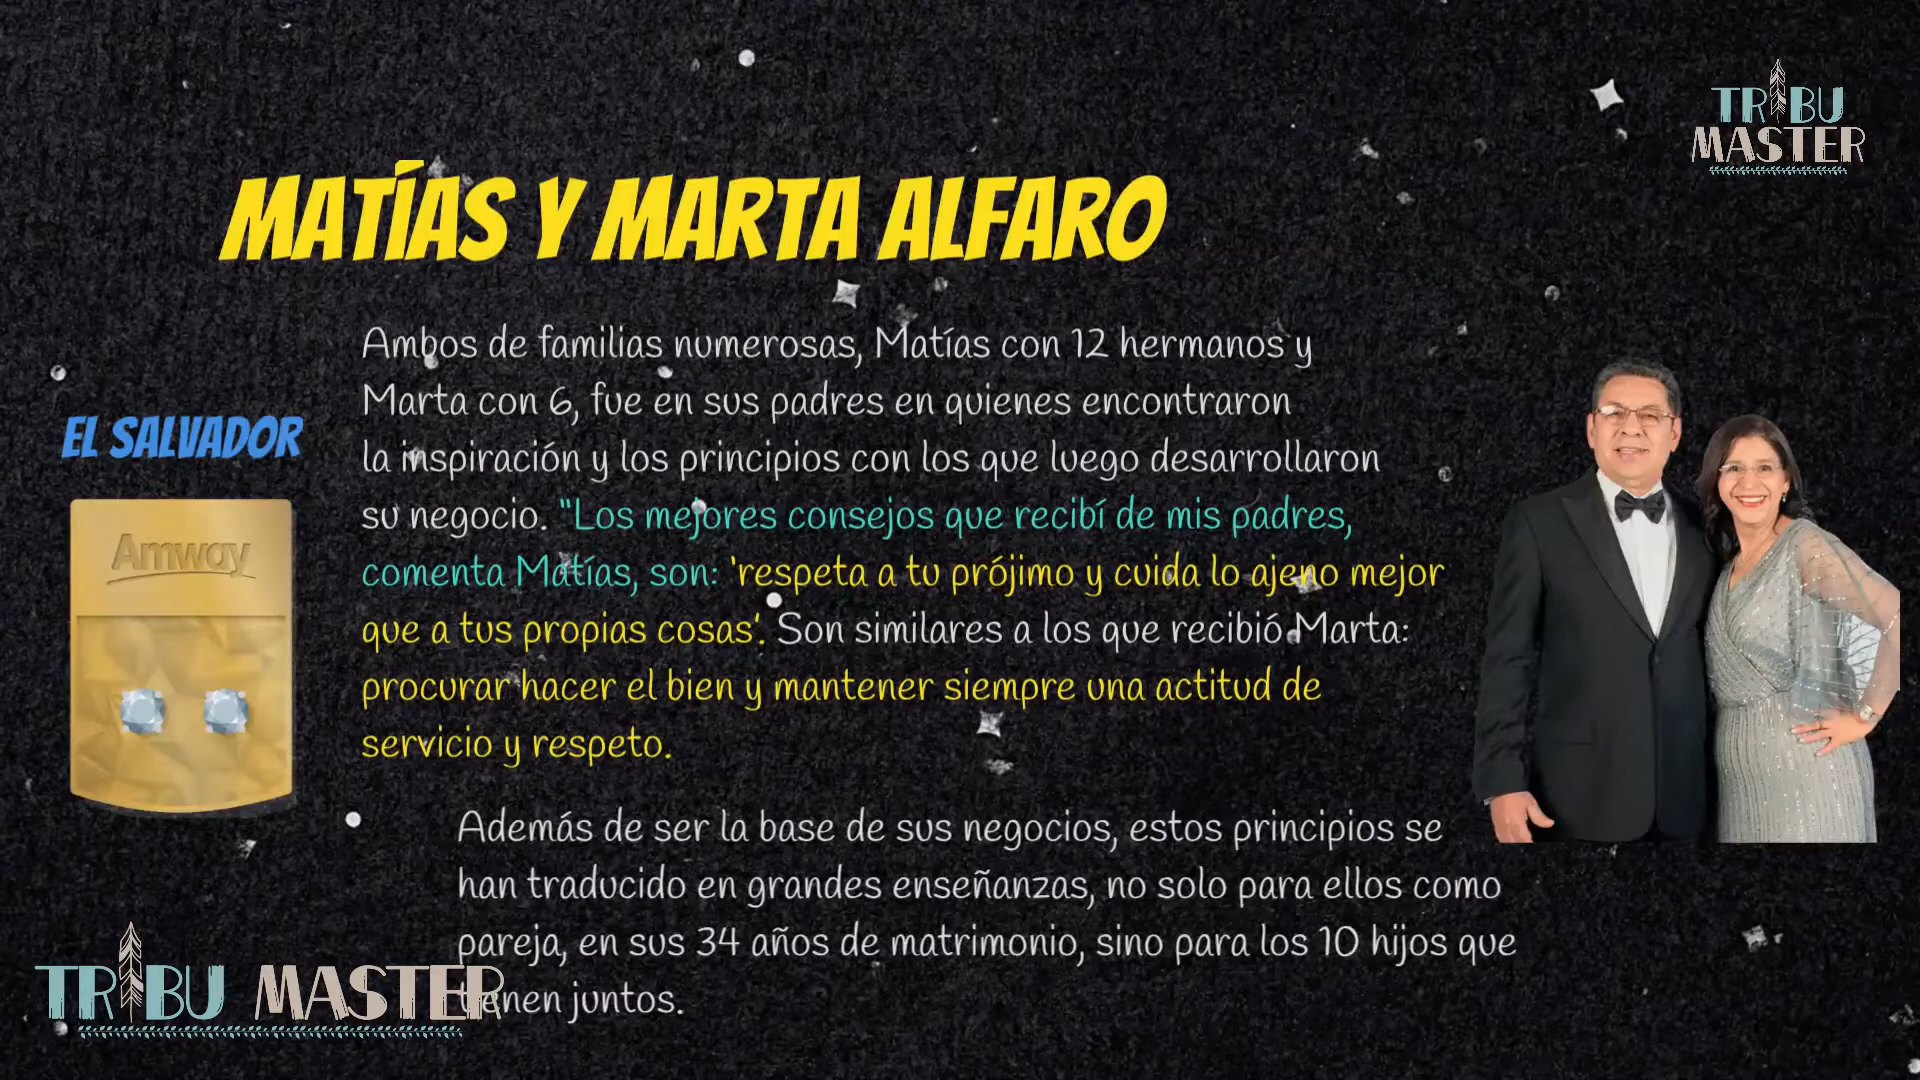 TRIBU
MASTER
MATÍAS Y MARTA ALFARO
Ambos de familias numerosas, Matías con 12 hermanos y
Marta con 6, fue en sus padres en quienes encontraron
la inspiración y los principios con los que luego desarrollaron
su negocio. "Los mejores consejos que recibí de mis padres,
comenta Matías, son: 'respeta a tu prójimo y cuida lo ajeno mejor
que a tus propias cosas'. Son similares a los que recibió Marta:
procurar hacer el bien y mantener siempre una actitud de
servicio y respeto.
EL SALVADOR
Amway
Además de ser la base de sus negocios, estos principios se
han traducido en grandes enseñanzas, no solo para ellos como
pareja, en sus 34 años de matrimonio, sino para los 10 hijos que
tienen juntos.
TRIBU MASTER